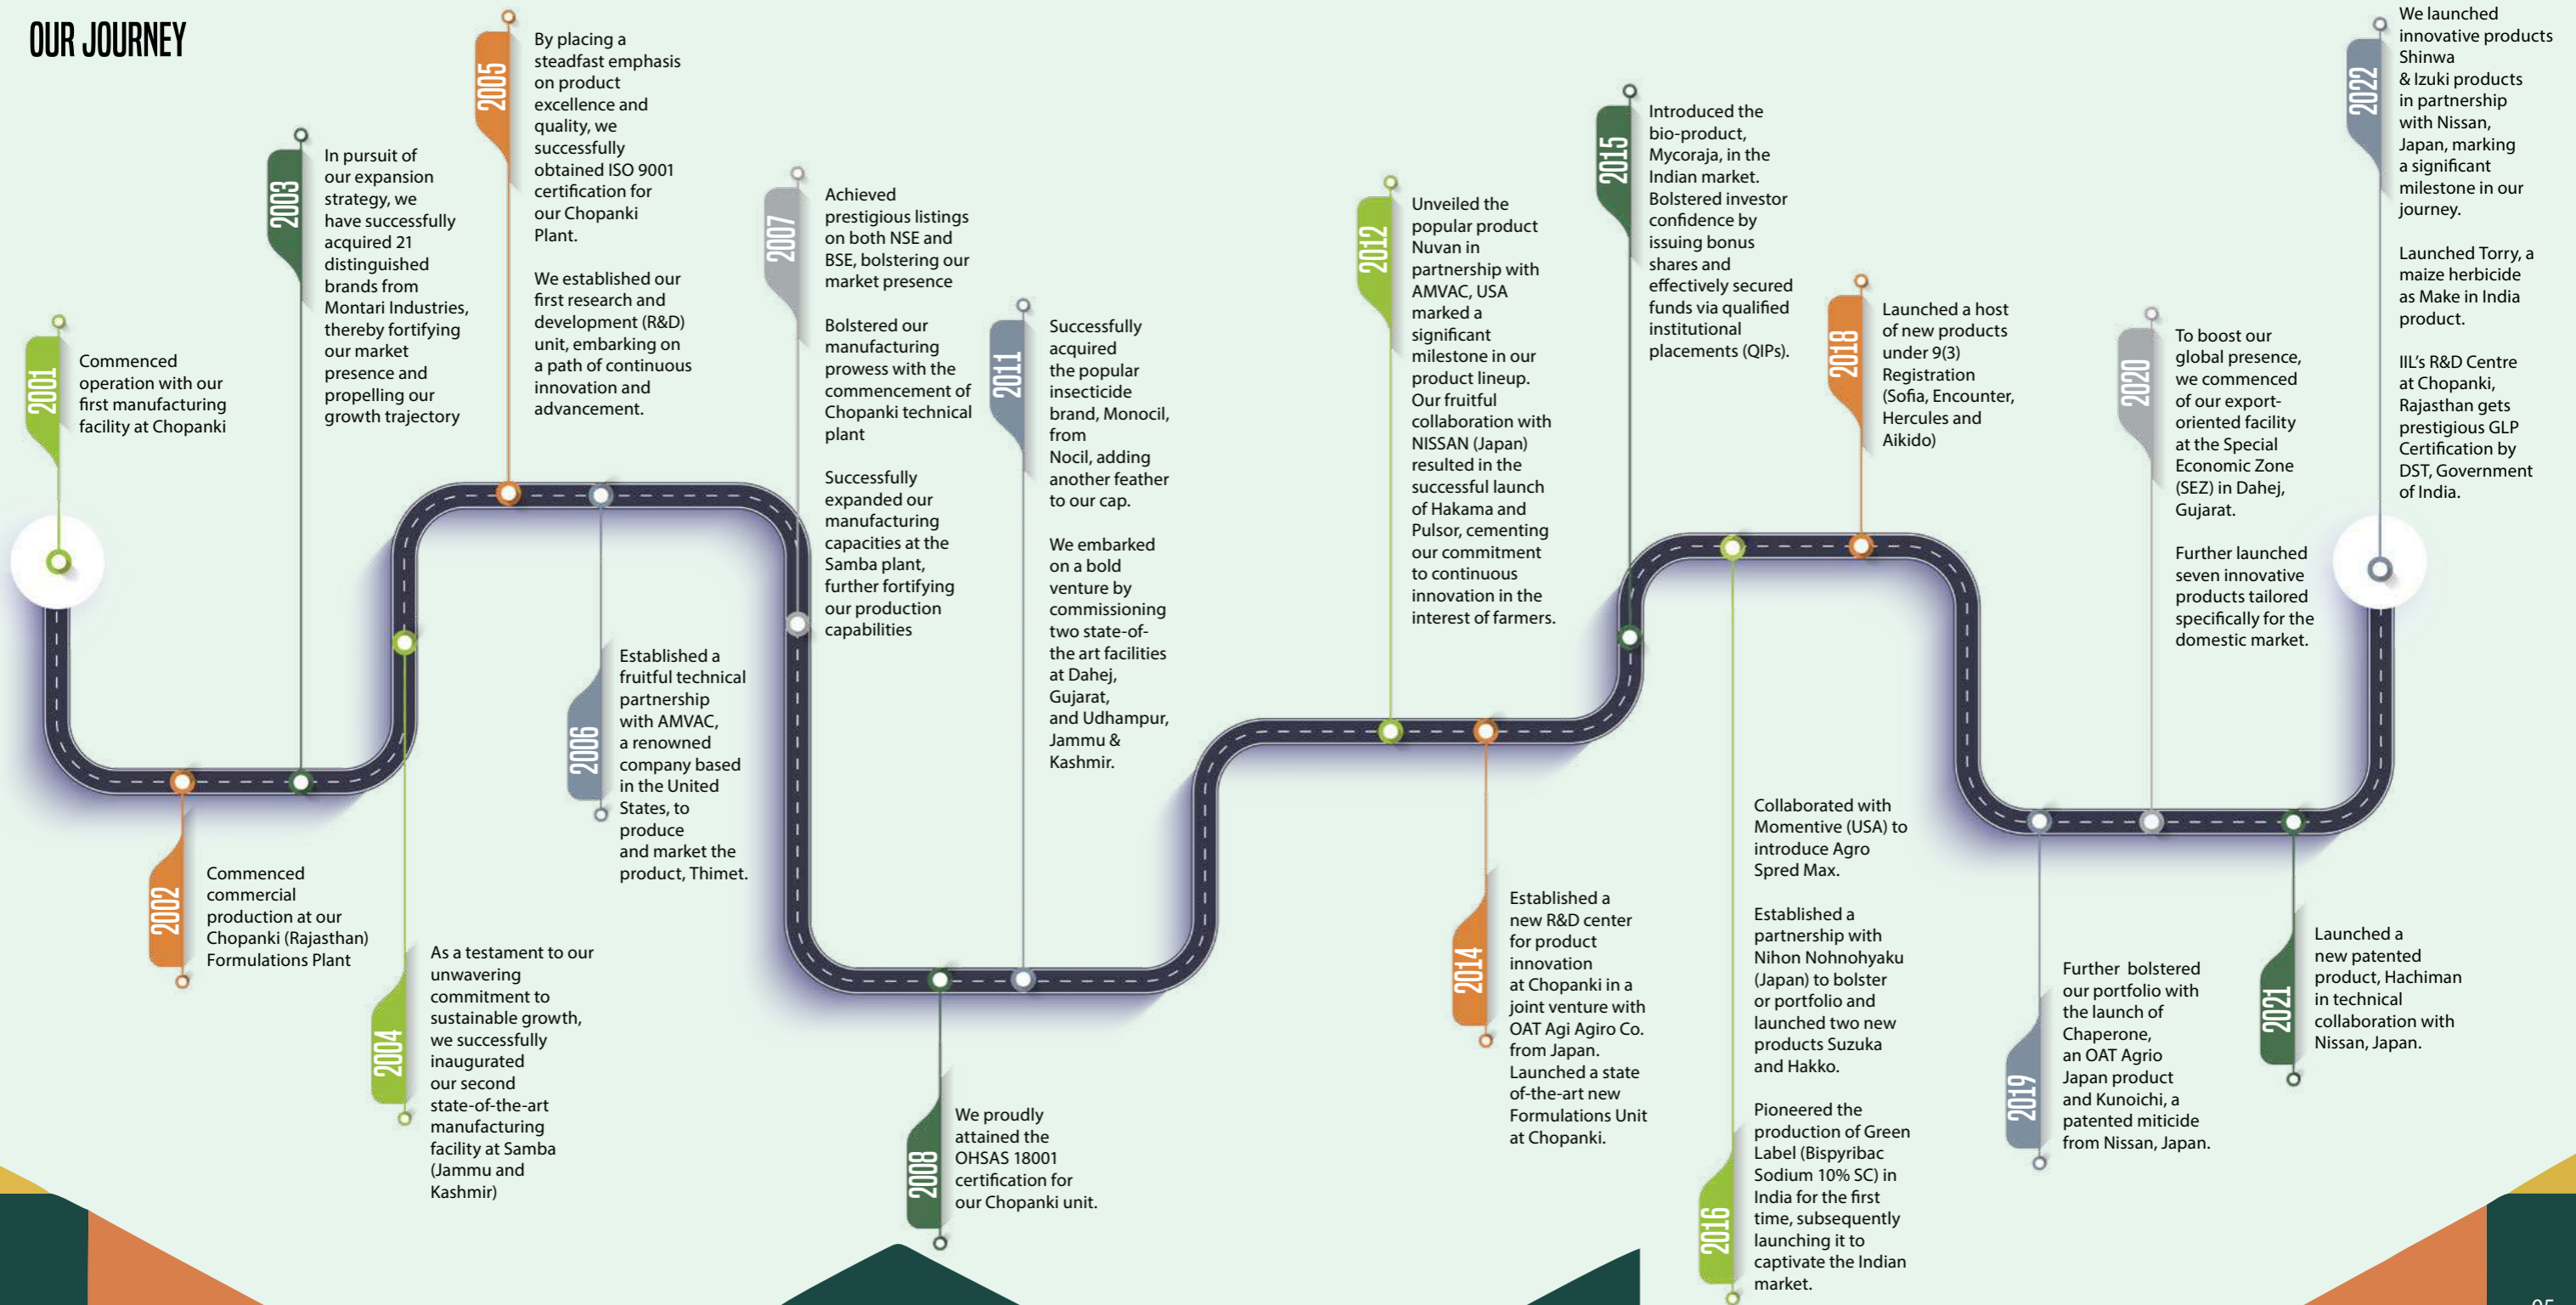 OUR JOURNEY
2001
Commenced
operation with our
first manufacturing
facility at Chopanki
2002
Commenced
commercial
production at our
Chopanki (Rajasthan)
Formulations Plant
2003
In pursuit of
our expansion
strategy, we
have successfully
acquired 21
distinguished
brands from
Montari Industries,
thereby fortifying
our market
presence and
propelling our
growth trajectory
2004
As a testament to our
unwavering
commitment to
sustainable growth,
we successfully
inaugurated
our second
state-of-the-art
manufacturing
facility at Samba
(Jammu and
Kashmir)
2005
By placing a
steadfast emphasis
on product
excellence and
quality, we
successfully
obtained ISO 9001
certification for
our Chopanki
Plant.
We established our
first research and
development (R&D)
unit, embarking on
a path of continuous
innovation and
advancement.
2006
Established a
fruitful technical
partnership
with AMVAC,
a renowned
company based
in the United
States, to
produce
and market the
product, Thimet.
2007
Achieved
prestigious listings
on both NSE and
BSE, bolstering our
market presence
Bolstered our
manufacturing
prowess with the
commencement of
Chopanki technical
plant
Successfully
expanded our
manufacturing
capacities at the
Samba plant,
further fortifying
our production
capabilities
2008
We proudly
attained the
OHSAS 18001
certification for
our Chopanki unit.
2011
Successfully
acquired
the popular
insecticide
brand, Monocil,
from
Nocil, adding
another feather
to our cap.
We embarked
on a bold
venture by
commissioning
two state-of-
the art facilities
at Dahej,
Gujarat,
and Udhampur,
Jammu &
Kashmir.
2012
Unveiled the
popular product
Nuvan in
partnership with
AMVAC, USA
marked a
significant
milestone in our
product lineup.
Our fruitful
collaboration with
NISSAN (Japan)
resulted in the
successful launch
of Hakama and
Pulsor, cementing
our commitment
to continuous
innovation in the
interest of farmers.
2014
Established a
new R&D center
for product
innovation
at Chopanki in a
joint venture with
OAT Agi Agiro Co.
from Japan.
Launched a state
of-the-art new
Formulations Unit
at Chopanki.
2015
Introduced the
bio-product,
Mycoraja, in the
Indian market.
Bolstered investor
confidence by
issuing bonus
shares and
effectively secured
funds via qualified
institutional
placements (QIPs).
2016
Collaborated with
Momentive (USA) to
introduce Agro
Spred Max.
Established a
partnership with
Nihon Nohnohyaku
(Japan) to bolster
or portfolio and
launched two new
products Suzuka
and Hakko.
Pioneered the
production of Green
Label (Bispyribac
Sodium 10% SC) in
India for the first
time, subsequently
launching it to
captivate the Indian
market.
2018
Launched a host
of new products
under 9(3)
Registration
(Sofia, Encounter,
Hercules and
Aikido)
2019
Further bolstered
our portfolio with
the launch of
Chaperone,
an OAT Agrio
Japan product
and Kunoichi, a
patented miticide
from Nissan, Japan.
2020
To boost our
global presence,
we commenced
of our export-
oriented facility
at the Special
Economic Zone
(SEZ) in Dahej,
Gujarat.
Further launched
seven innovative
products tailored
specifically for the
domestic market.
2021
Launched a
new patented
product, Hachiman
in technical
collaboration with
Nissan, Japan.
2022
We launched
innovative products
Shinwa
& Izuki products
in partnership
with Nissan,
Japan, marking
a significant
milestone in our
journey.
Launched Torry, a
maize herbicide
as Make in India
product.
IIL's R&D Centre
at Chopanki,
Rajasthan gets
prestigious GLP
Certification by
DST, Government
of India.